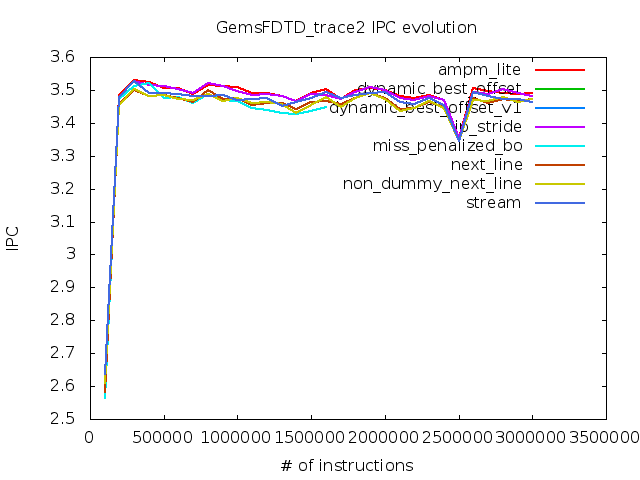 GemsFDTD_trace2 IPC evolution
3.6
3.5
3.4
3.3
3.2
3.1
3
2.9
2.8
2.7
2.6
2.5
IPC
ampm_lite
dynamic_best_offset
dynamic_best_offset_v1
ip_stride
miss_penalized_bo
next_line
non_dummy_next_line
stream
0 500000 1000000 1500000 2000000 2500000 3000000 3500000
# of instructions